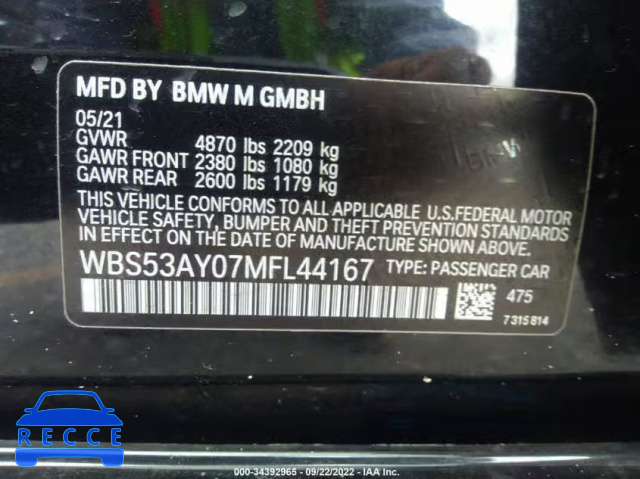 MFD BY BMW M GMBH
05/21
GVWR 4870 lbs 2209 kg
GAWR FRONT 2380 lbs 1080 kg
GAWR REAR 2600 lbs 1179 kg
THIS VEHICLE CONFORMS TO ALL APPLICABLE U.S.FEDERAL MOTOR
VEHICLE SAFETY, BUMPER AND THEFT PREVENTION
STANDARDS IN EFFECT ON THE DATE OF MANUFACTURE SHOWN ABOVE.
WBS53AY07MFL44167 TYPE: PASSENGER CAR
475
7315814
000-34392965 - 09/22/2022 - IAA Inc.